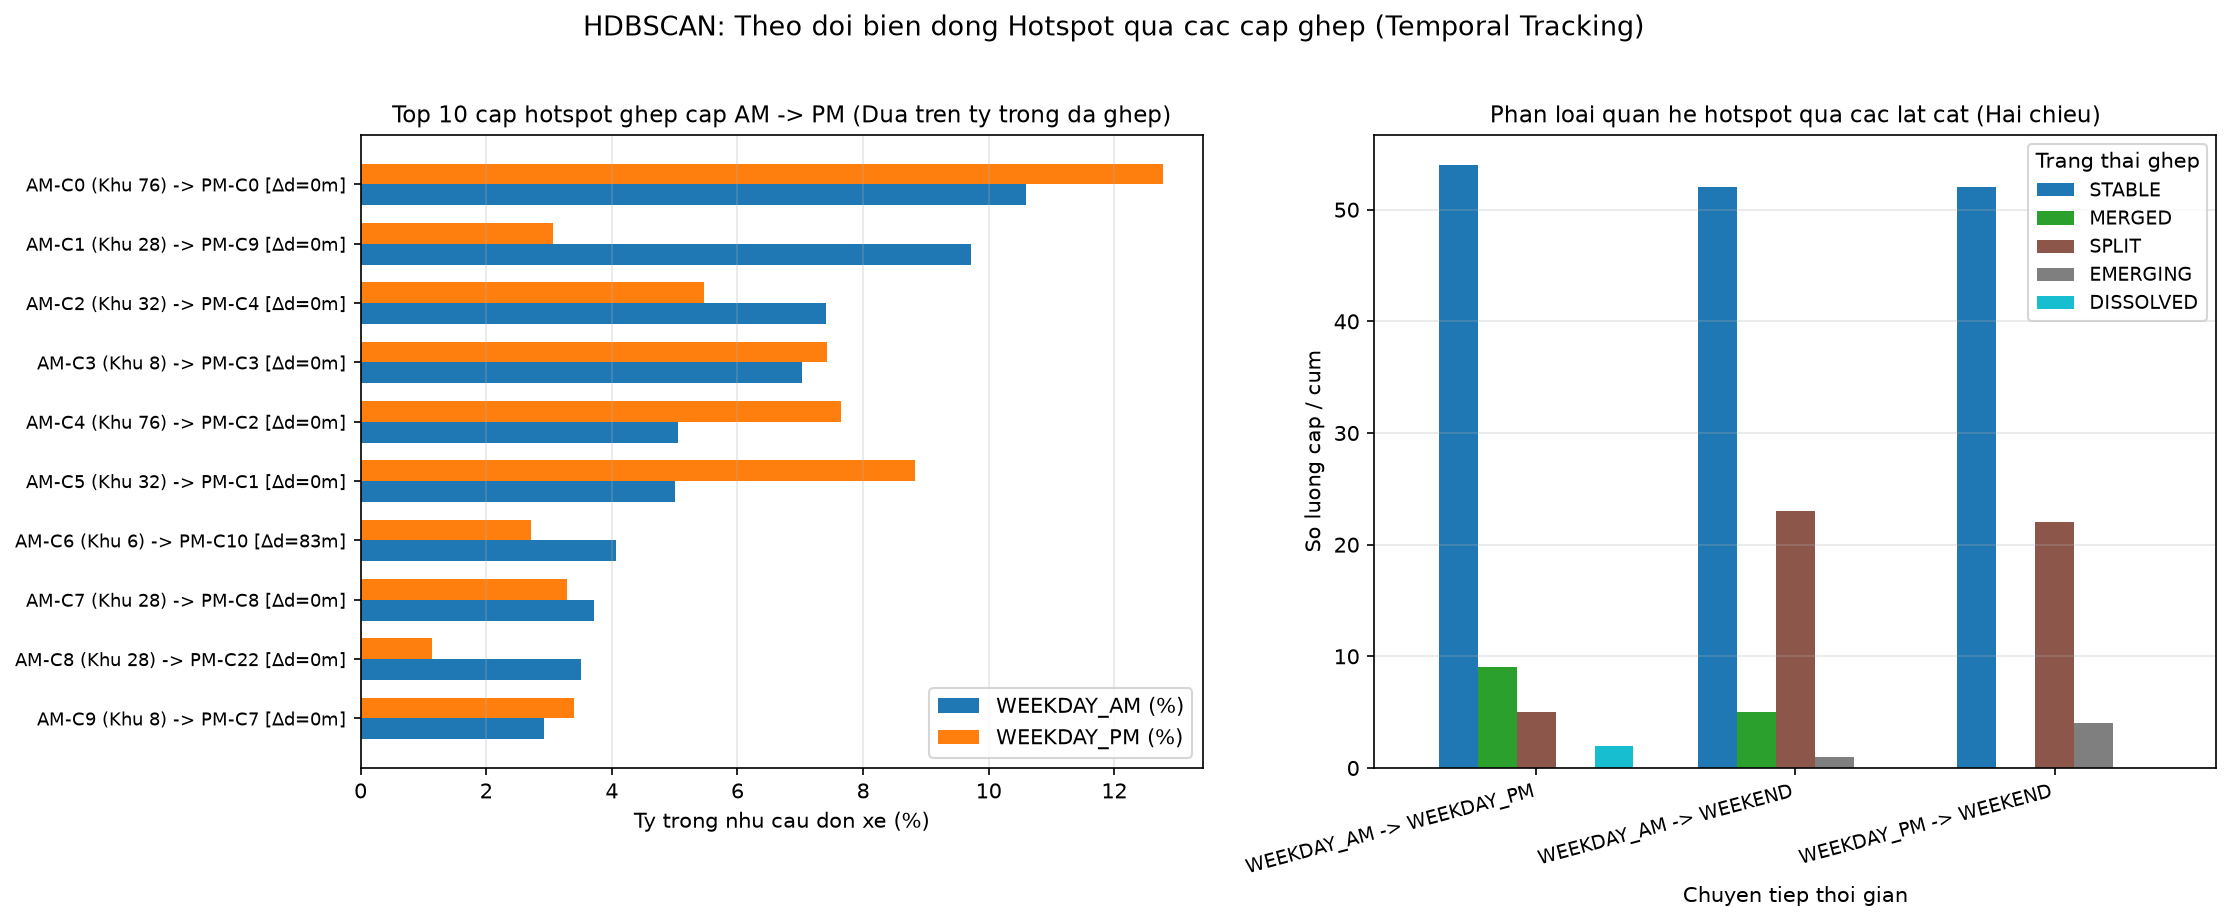 HDBSCAN: Theo doi bien dong Hotspot qua cac cap ghep (Temporal Tracking)
Top 10 cap hotspot ghep cap AM -> PM (Dua tren ty trong da ghep)
AM-C0 (Khu 76) -> PM-C0 [Δd=0m]
AM-C1 (Khu 28) -> PM-C9 [Δd=0m]
AM-C2 (Khu 32) -> PM-C4 [Δd=0m]
AM-C3 (Khu 8) -> PM-C3 [Δd=0m]
AM-C4 (Khu 76) -> PM-C2 [Δd=0m]
AM-C5 (Khu 32) -> PM-C1 [Δd=0m]
AM-C6 (Khu 6) -> PM-C10 [Δd=83m]
AM-C7 (Khu 28) -> PM-C8 [Δd=0m]
AM-C8 (Khu 28) -> PM-C22 [Δd=0m]
AM-C9 (Khu 8) -> PM-C7 [Δd=0m]
WEEKDAY_AM (%)
WEEKDAY_PM (%)
0 2 4 6 8 10 12
Ty trong nhu cau don xe (%)
Phan loai quan he hotspot qua cac lat cat (Hai chieu)
Trang thai ghep
STABLE
MERGED
SPLIT
EMERGING
DISSOLVED
So luong cap / cum
50
40
30
20
10
0
WEEKDAY_AM -> WEEKDAY_PM
WEEKDAY_AM -> WEEKEND
WEEKDAY_PM -> WEEKEND
Chuyen tiep thoi gian